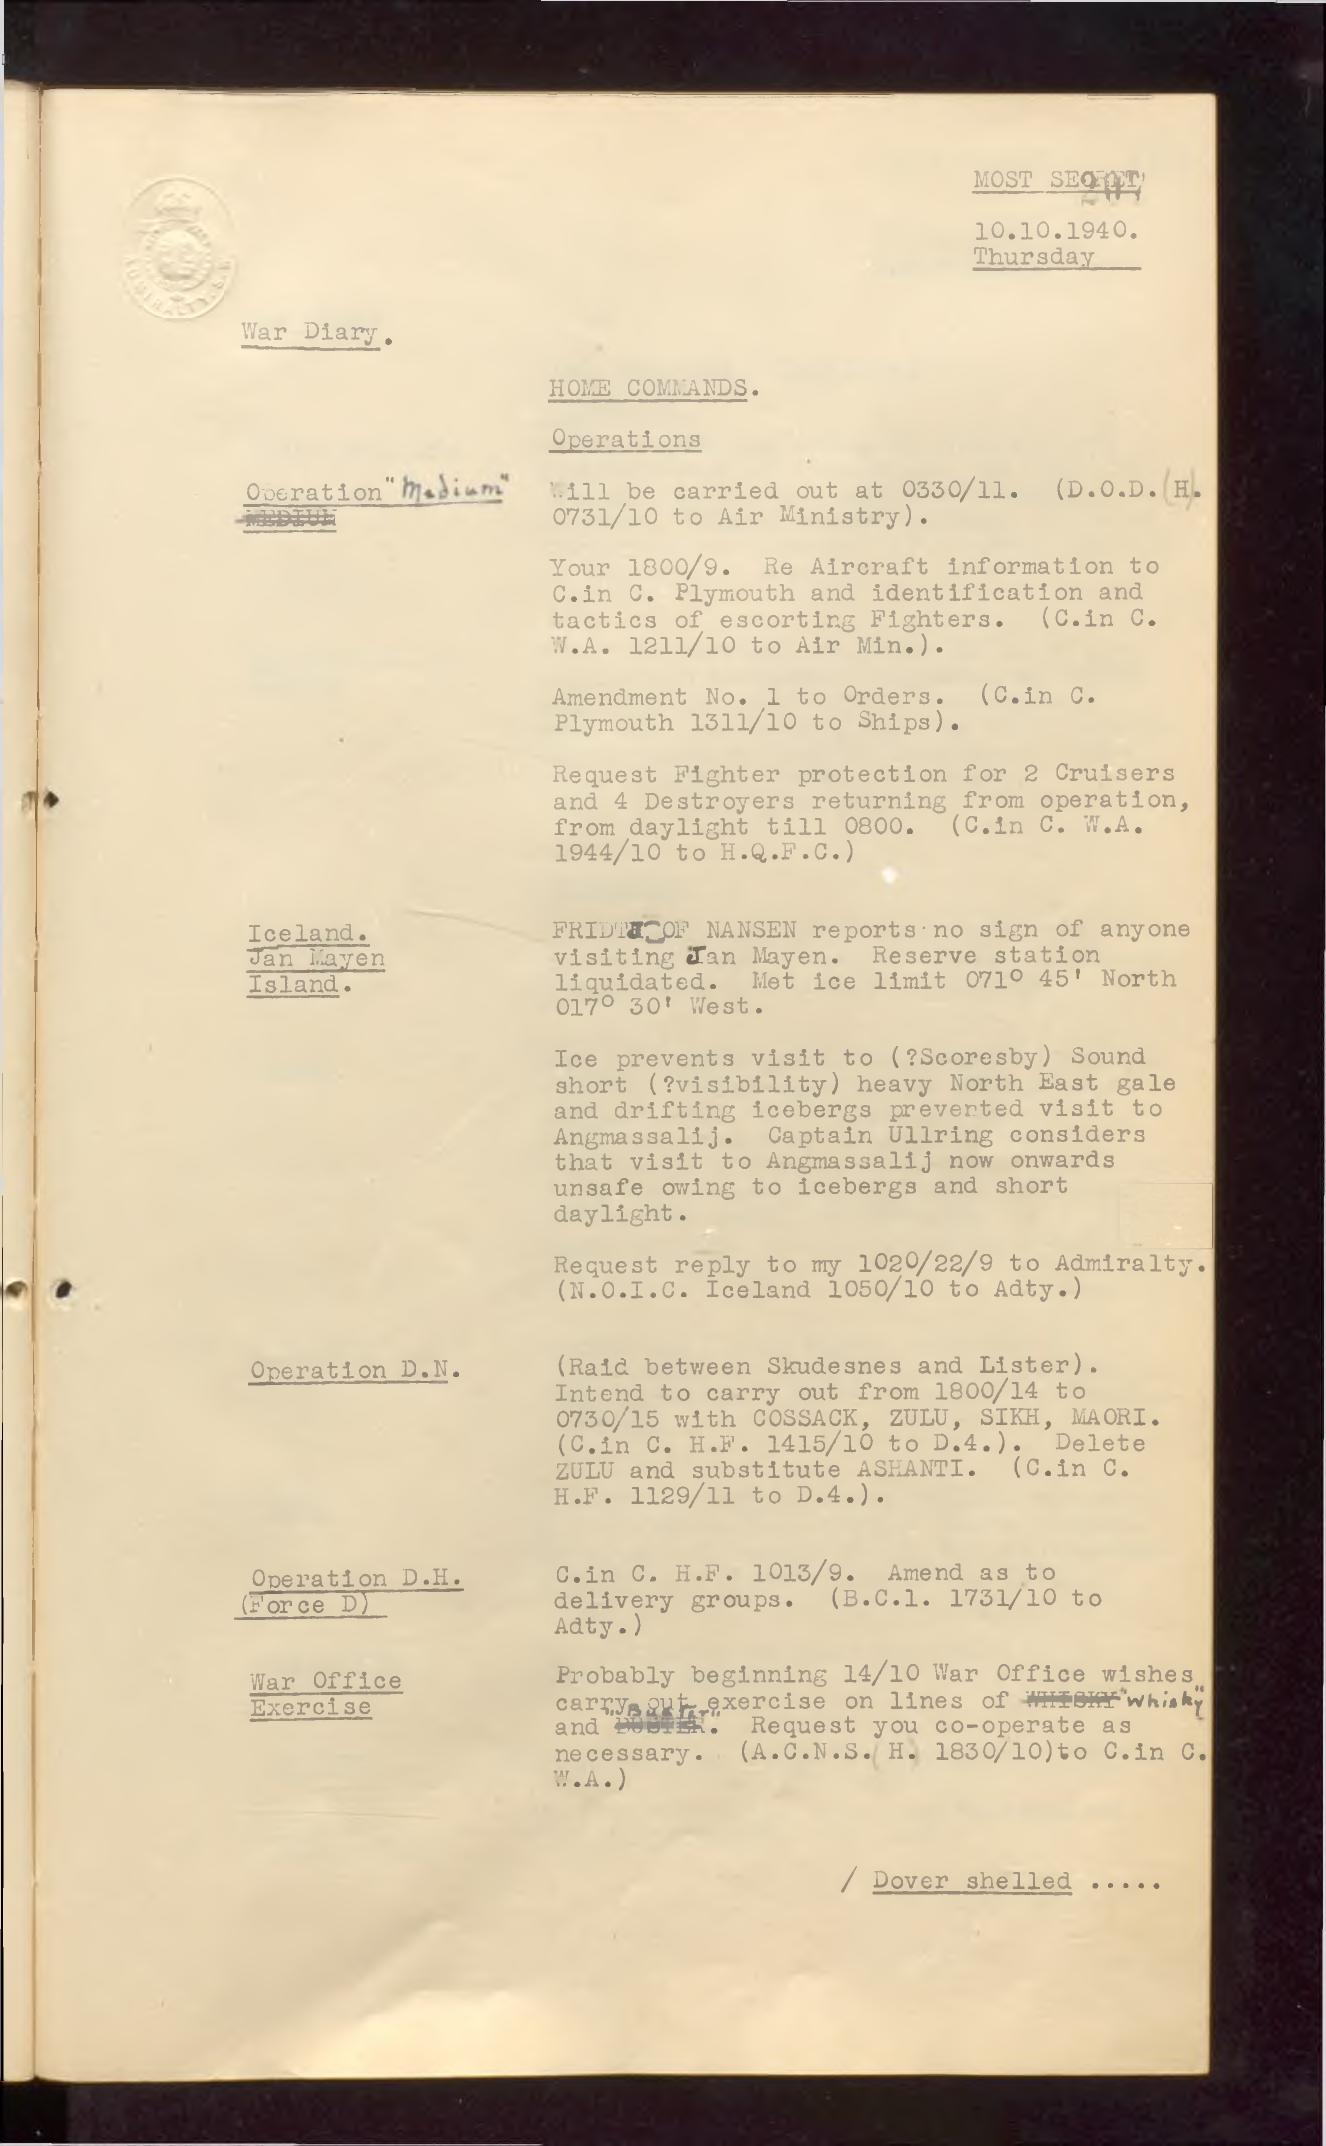 MOST SECRET
10.10.1940.
Thursday
War Diary.
HOME COMMANDS.
Operations
Operation "Medium"
MEDIUM
Will be carried out at 0330/11. (D.O.D.(H).
0731/10 to Air Ministry).
Your 1800/9. Re Aircraft information to
C.in C. Plymouth and identification and
tactics of escorting Fighters. (C.in C.
W.A. 1211/10 to Air Min.).
Amendment No. 1 to Orders. (C.in C.
Plymouth 1311/10 to Ships).
Request Fighter protection for 2 Cruisers
and 4 Destroyers returning from operation,
from daylight till 0800. (C.in C. W.A.
1944/10 to H.Q.F.C.)
Iceland.
Jan Mayen
Island.
FRIDTJOF NANSEN reports no sign of anyone
visiting Jan Mayen. Reserve station
liquidated. Met ice limit 071° 45' North
017° 30' West.
Ice prevents visit to (?Scoresby) Sound
short (?visibility) heavy North East gale
and drifting icebergs prevented visit to
Angmassalij. Captain Ullring considers
that visit to Angmassalij now onwards
unsafe owing to icebergs and short
daylight.
Request reply to my 1020/22/9 to Admiralty.
(N.O.I.C. Iceland 1050/10 to Adty.)
Operation D.N.
(Raid between Skudesnes and Lister).
Intend to carry out from 1800/14 to
0730/15 with COSSACK, ZULU, SIKH, MAORI.
(C.in C. H.F. 1415/10 to D.4.). Delete
ZULU and substitute ASHANTI. (C.in C.
H.F. 1129/11 to D.4.).
Operation D.H.
(Force D)
C.in C. H.F. 1013/9. Amend as to
delivery groups. (B.C.1. 1731/10 to
Adty.)
War Office
Exercise
Probably beginning 14/10 War Office wishes
carry out exercise on lines of WHISKY "Whisky"
and "Buster". Request you co-operate as
necessary. (A.C.N.S.(H. 1830/10)to C.in C.
W.A.)
/ Dover shelled .....